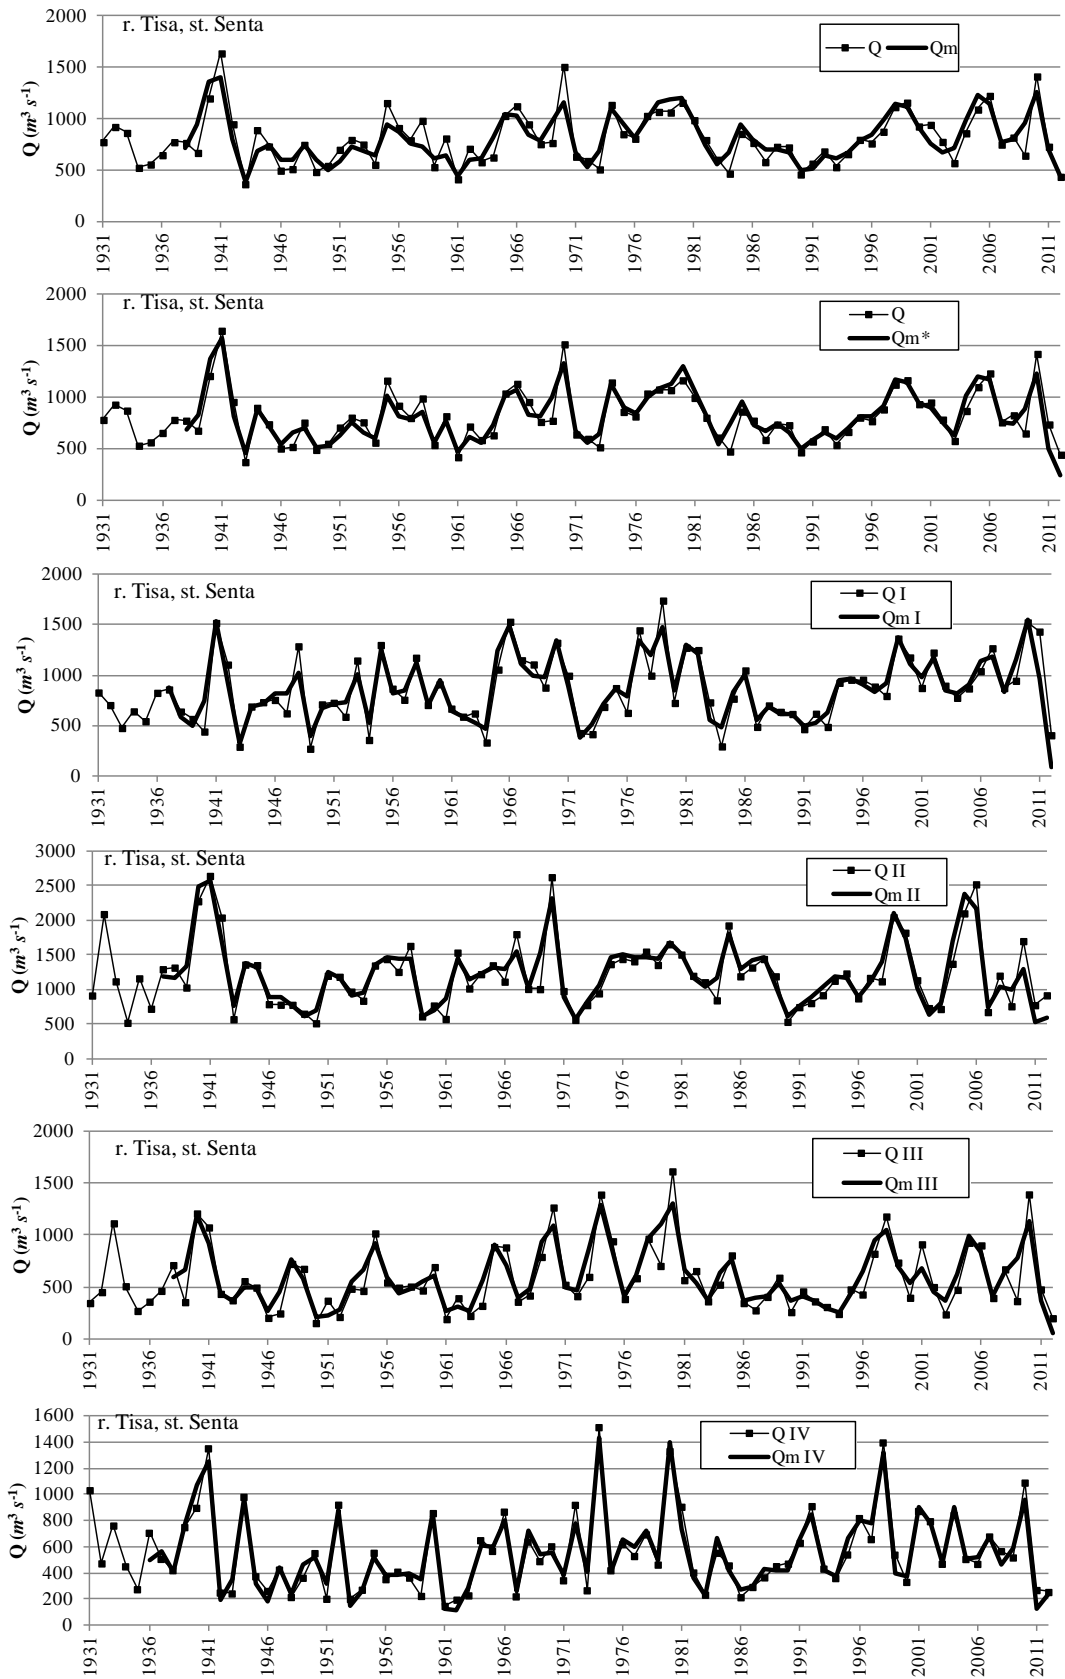 r. Tisa, st. Senta
Q Qm
Q (m³ s⁻¹)
2000
1500
1000
500
0
1931 1936 1941 1946 1951 1956 1961 1966 1971 1976 1981 1986 1991 1996 2001 2006 2011
r. Tisa, st. Senta
Q
Qm*
Q (m³ s⁻¹)
2000
1500
1000
500
0
1931 1936 1941 1946 1951 1956 1961 1966 1971 1976 1981 1986 1991 1996 2001 2006 2011
r. Tisa, st. Senta
Q I
Qm I
Q (m³ s⁻¹)
2000
1500
1000
500
0
1931 1936 1941 1946 1951 1956 1961 1966 1971 1976 1981 1986 1991 1996 2001 2006 2011
r. Tisa, st. Senta
Q II
Qm II
Q (m³ s⁻¹)
3000
2500
2000
1500
1000
500
0
1931 1936 1941 1946 1951 1956 1961 1966 1971 1976 1981 1986 1991 1996 2001 2006 2011
r. Tisa, st. Senta
Q III
Qm III
Q (m³ s⁻¹)
2000
1500
1000
500
0
1931 1936 1941 1946 1951 1956 1961 1966 1971 1976 1981 1986 1991 1996 2001 2006 2011
r. Tisa, st. Senta
Q IV
Qm IV
Q (m³ s⁻¹)
1600
1400
1200
1000
800
600
400
200
0
1931 1936 1941 1946 1951 1956 1961 1966 1971 1976 1981 1986 1991 1996 2001 2006 2011